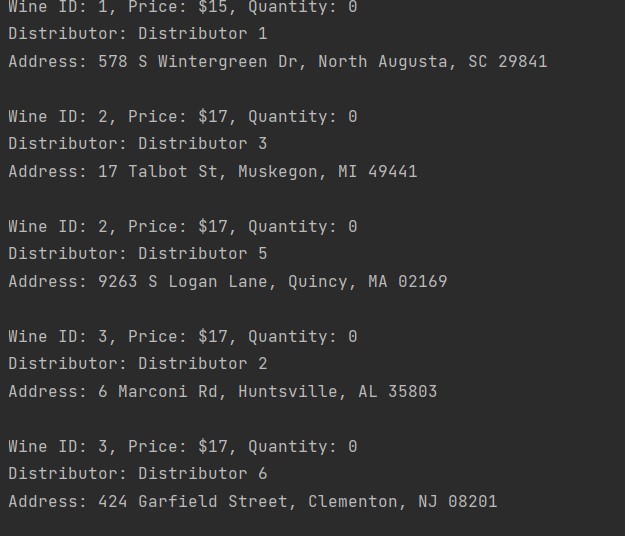 Wine ID: 1, Price: $15, Quantity: 0
Distributor: Distributor 1
Address: 578 S Wintergreen Dr, North Augusta, SC 29841
Wine ID: 2, Price: $17, Quantity: 0
Distributor: Distributor 3
Address: 17 Talbot St, Muskegon, MI 49441
Wine ID: 2, Price: $17, Quantity: 0
Distributor: Distributor 5
Address: 9263 S Logan Lane, Quincy, MA 02169
Wine ID: 3, Price: $17, Quantity: 0
Distributor: Distributor 2
Address: 6 Marconi Rd, Huntsville, AL 35803
Wine ID: 3, Price: $17, Quantity: 0
Distributor: Distributor 6
Address: 424 Garfield Street, Clementon, NJ 08201